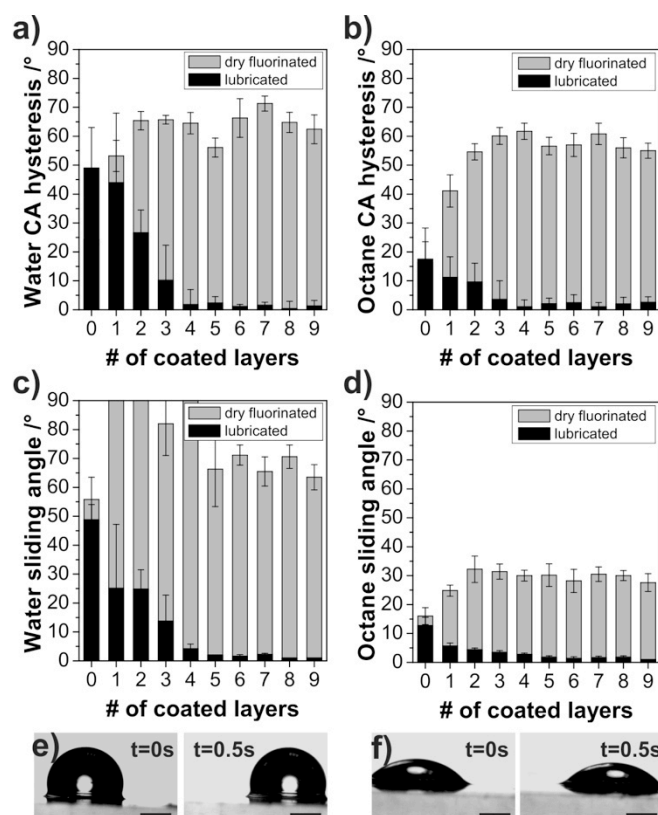 a)
Water CA hysteresis /°
90
80
70
60
50
40
30
20
10
0
dry fluorinated
lubricated
0 1 2 3 4 5 6 7 8 9
# of coated layers
b)
Octane CA hysteresis /°
90
80
70
60
50
40
30
20
10
0
dry fluorinated
lubricated
0 1 2 3 4 5 6 7 8 9
# of coated layers
c)
Water sliding angle /°
90
80
70
60
50
40
30
20
10
0
dry fluorinated
lubricated
0 1 2 3 4 5 6 7 8 9
# of coated layers
d)
Octane sliding angle /°
90
80
70
60
50
40
30
20
10
0
dry fluorinated
lubricated
0 1 2 3 4 5 6 7 8 9
# of coated layers
e)
t=0s
t=0.5s
f)
t=0s
t=0.5s